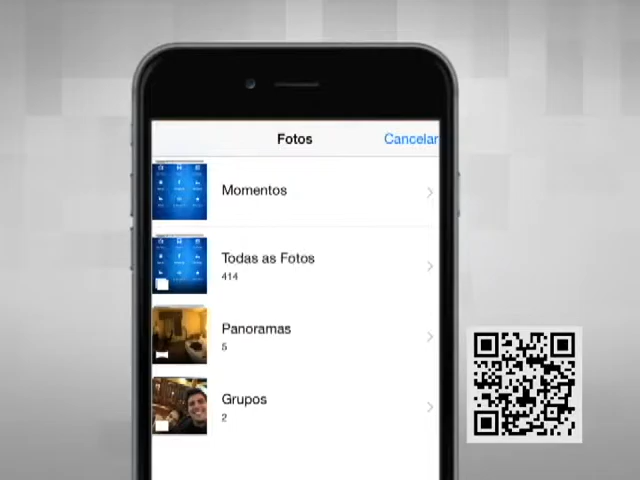 Fotos
Cancelar
Momentos
Todas as Fotos
414
Panoramas
5
Grupos
2